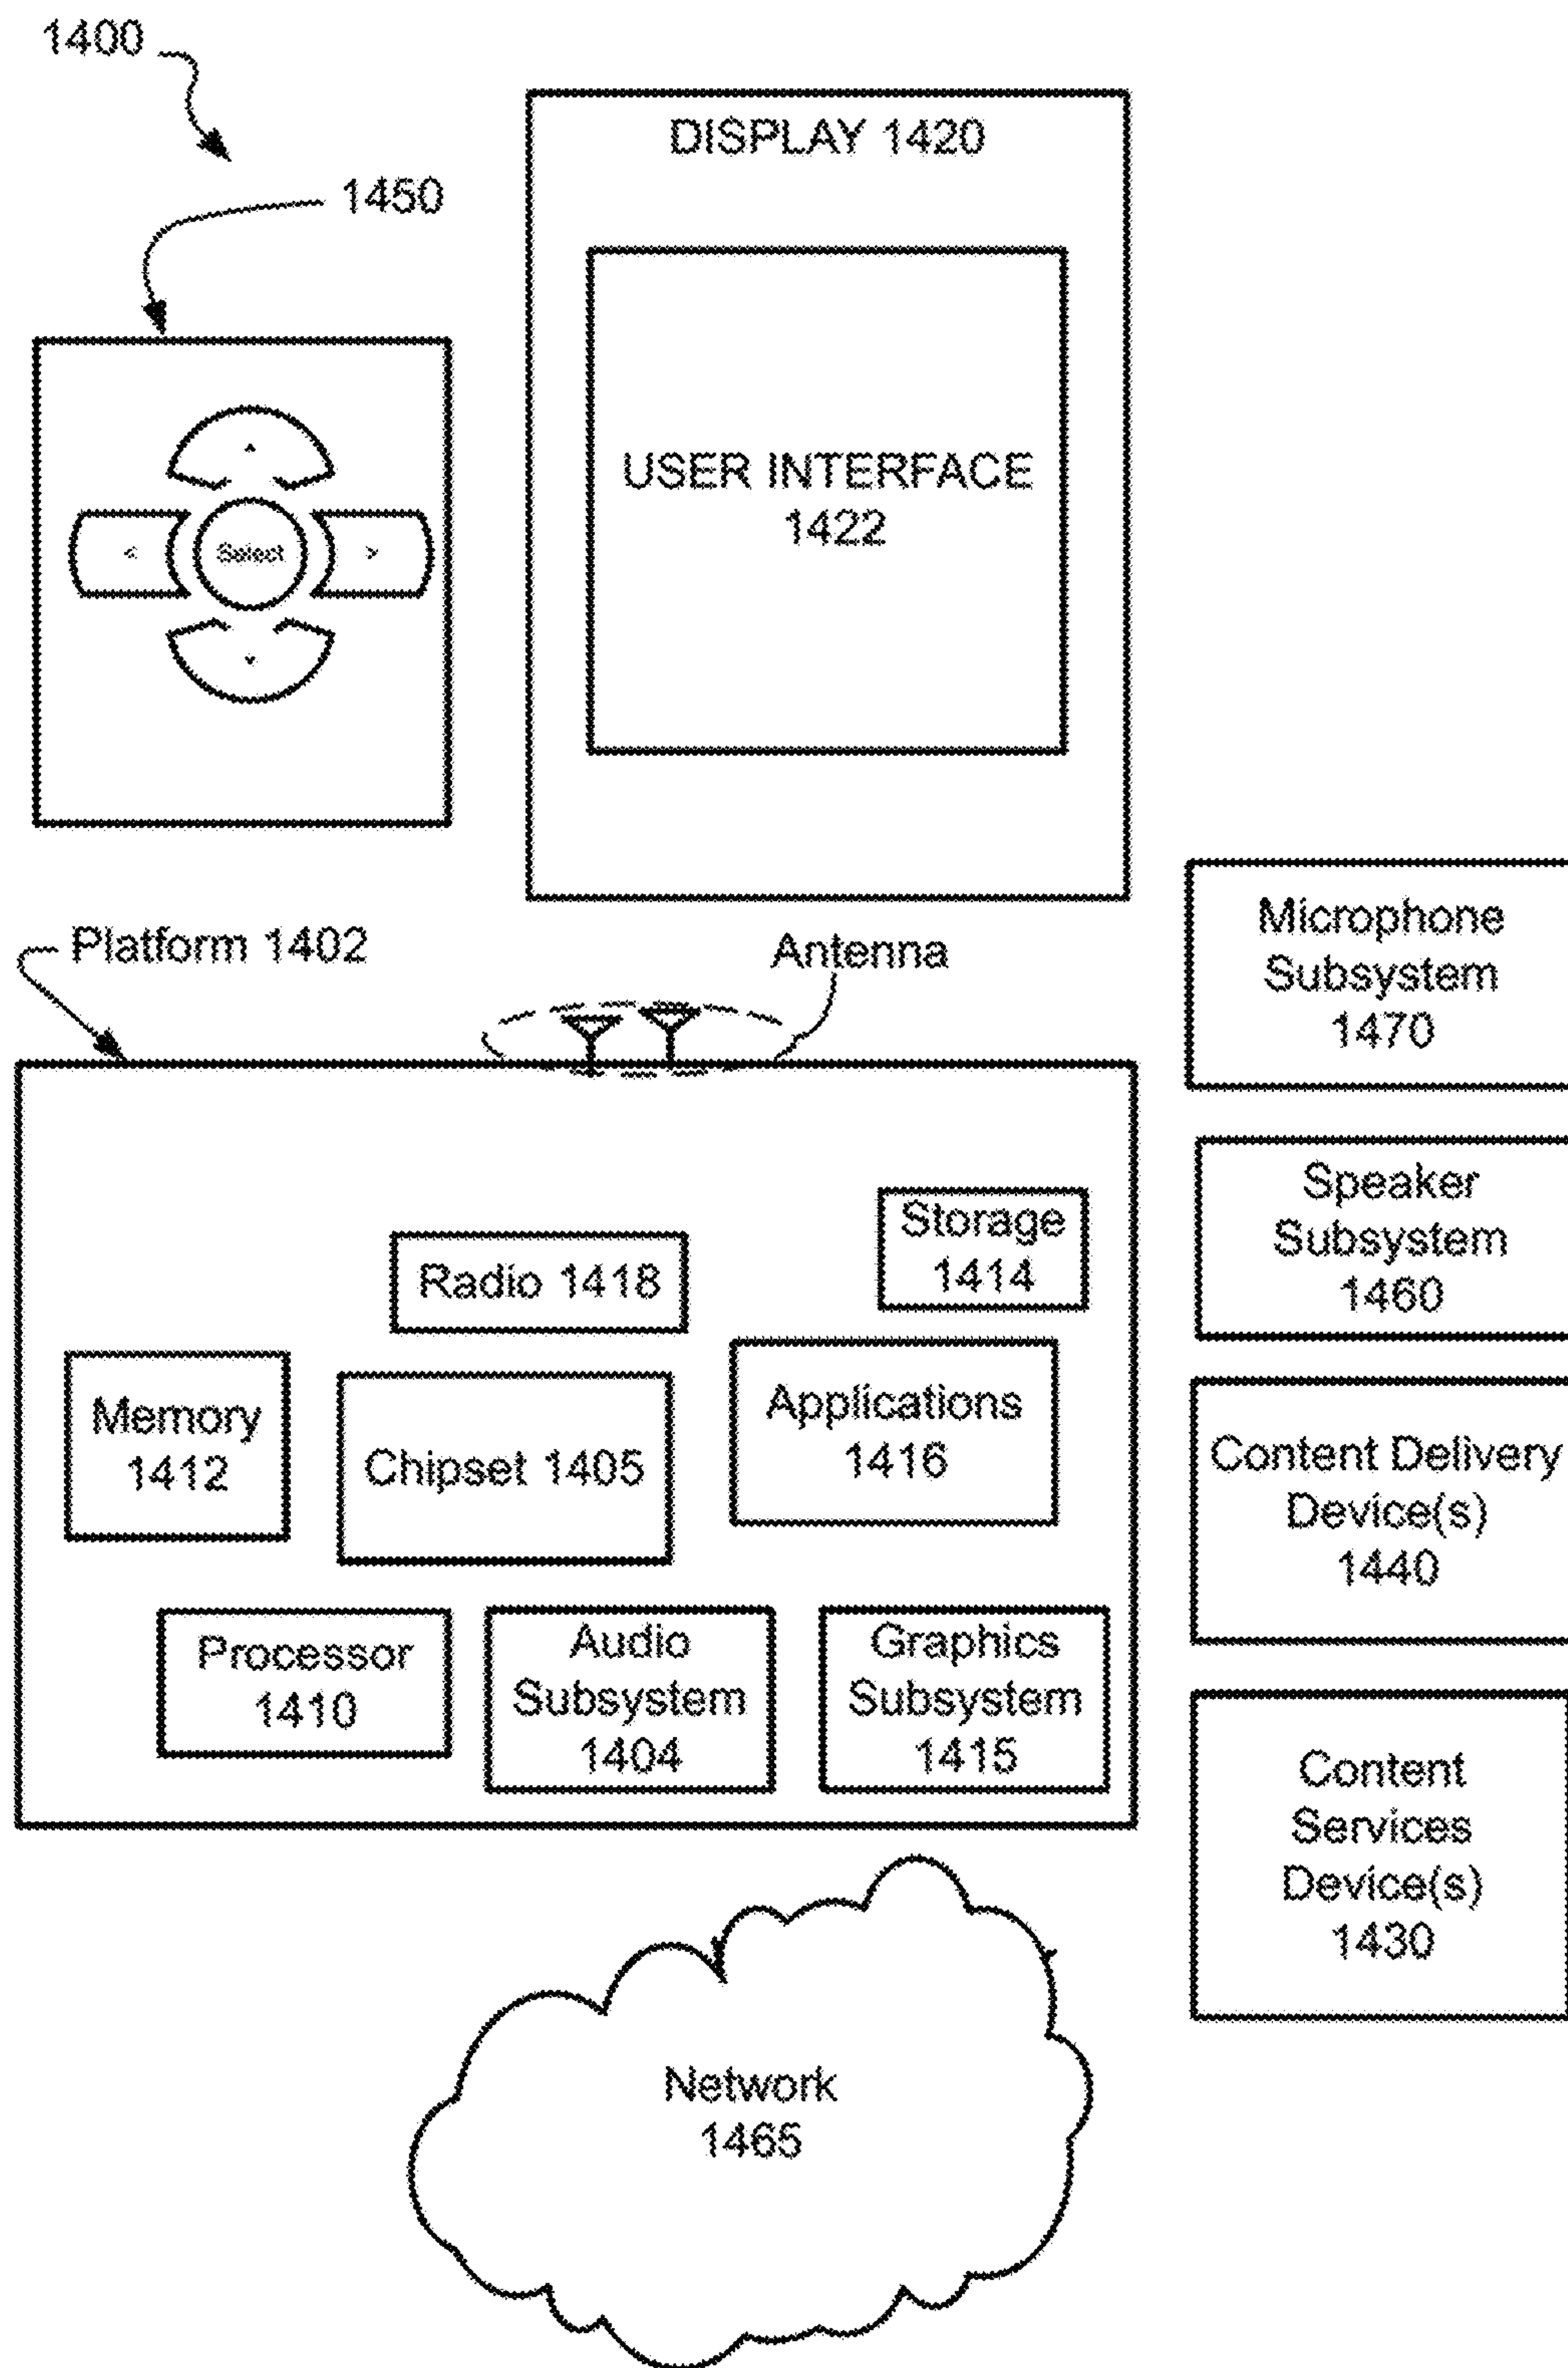 1400
1450
DISPLAY 1420
USER INTERFACE
1422
^
<
Select
>
v
Platform 1402
Antenna
Microphone
Subsystem
1470
Speaker
Subsystem
1460
Content Delivery
Device(s)
1440
Content
Services
Device(s)
1430
Storage
1414
Radio 1418
Memory
1412
Chipset 1405
Applications
1416
Processor
1410
Audio
Subsystem
1404
Graphics
Subsystem
1415
Network
1465